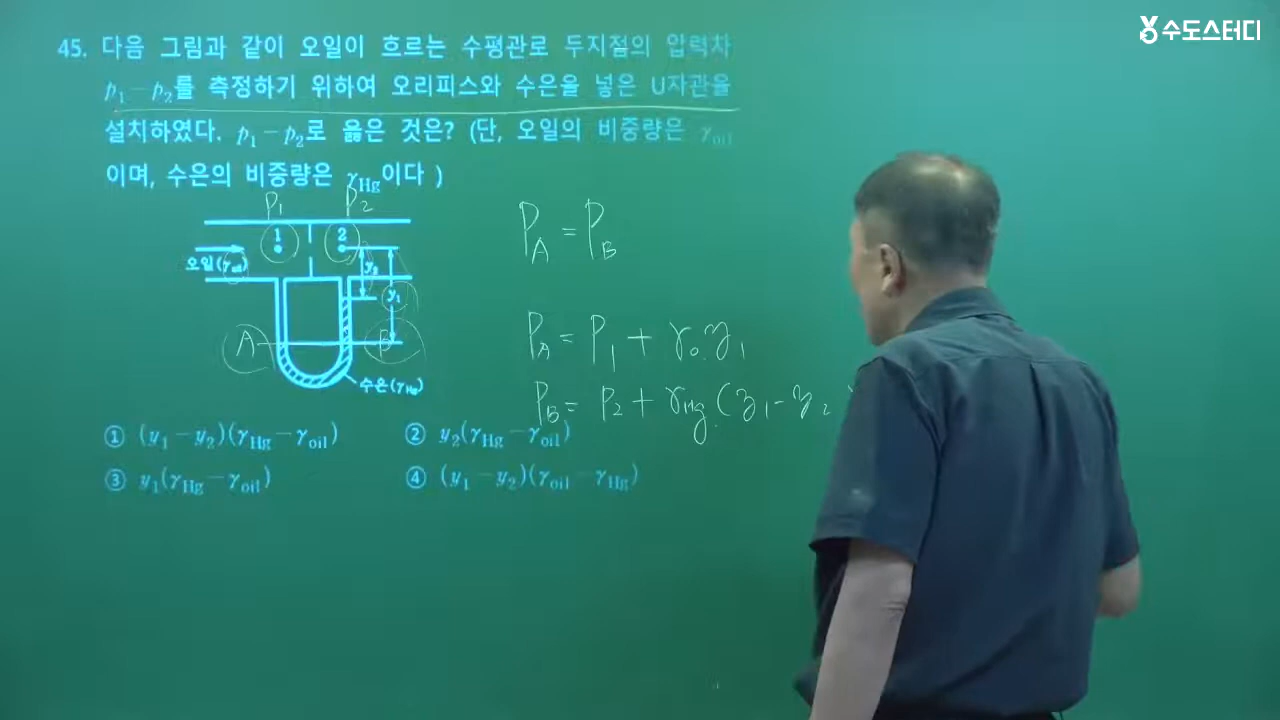 수도스터디
45. 다음 그림과 같이 오일이 흐르는 수평관로 두지점의 압력차
p₁-p₂를 측정하기 위하여 오리피스와 수은을 넣은 U자관을
설치하였다. p₁-p₂로 옳은 것은? (단, 오일의 비중량은 γoil
이며, 수은의 비중량은 γHg이다 )
P₁ P₂
1 2
오일(γoil)
y₂
y₁
A B
수은(γHg)
P_A = P_B
P_A = P₁ + γo y₁
P_B = P₂ + γHg (y₁-y₂
① (y₁-y₂)(γHg-γoil) ② y₂(γHg-γoil)
③ y₁(γHg-γoil) ④ (y₁-y₂)(γoil-γHg)